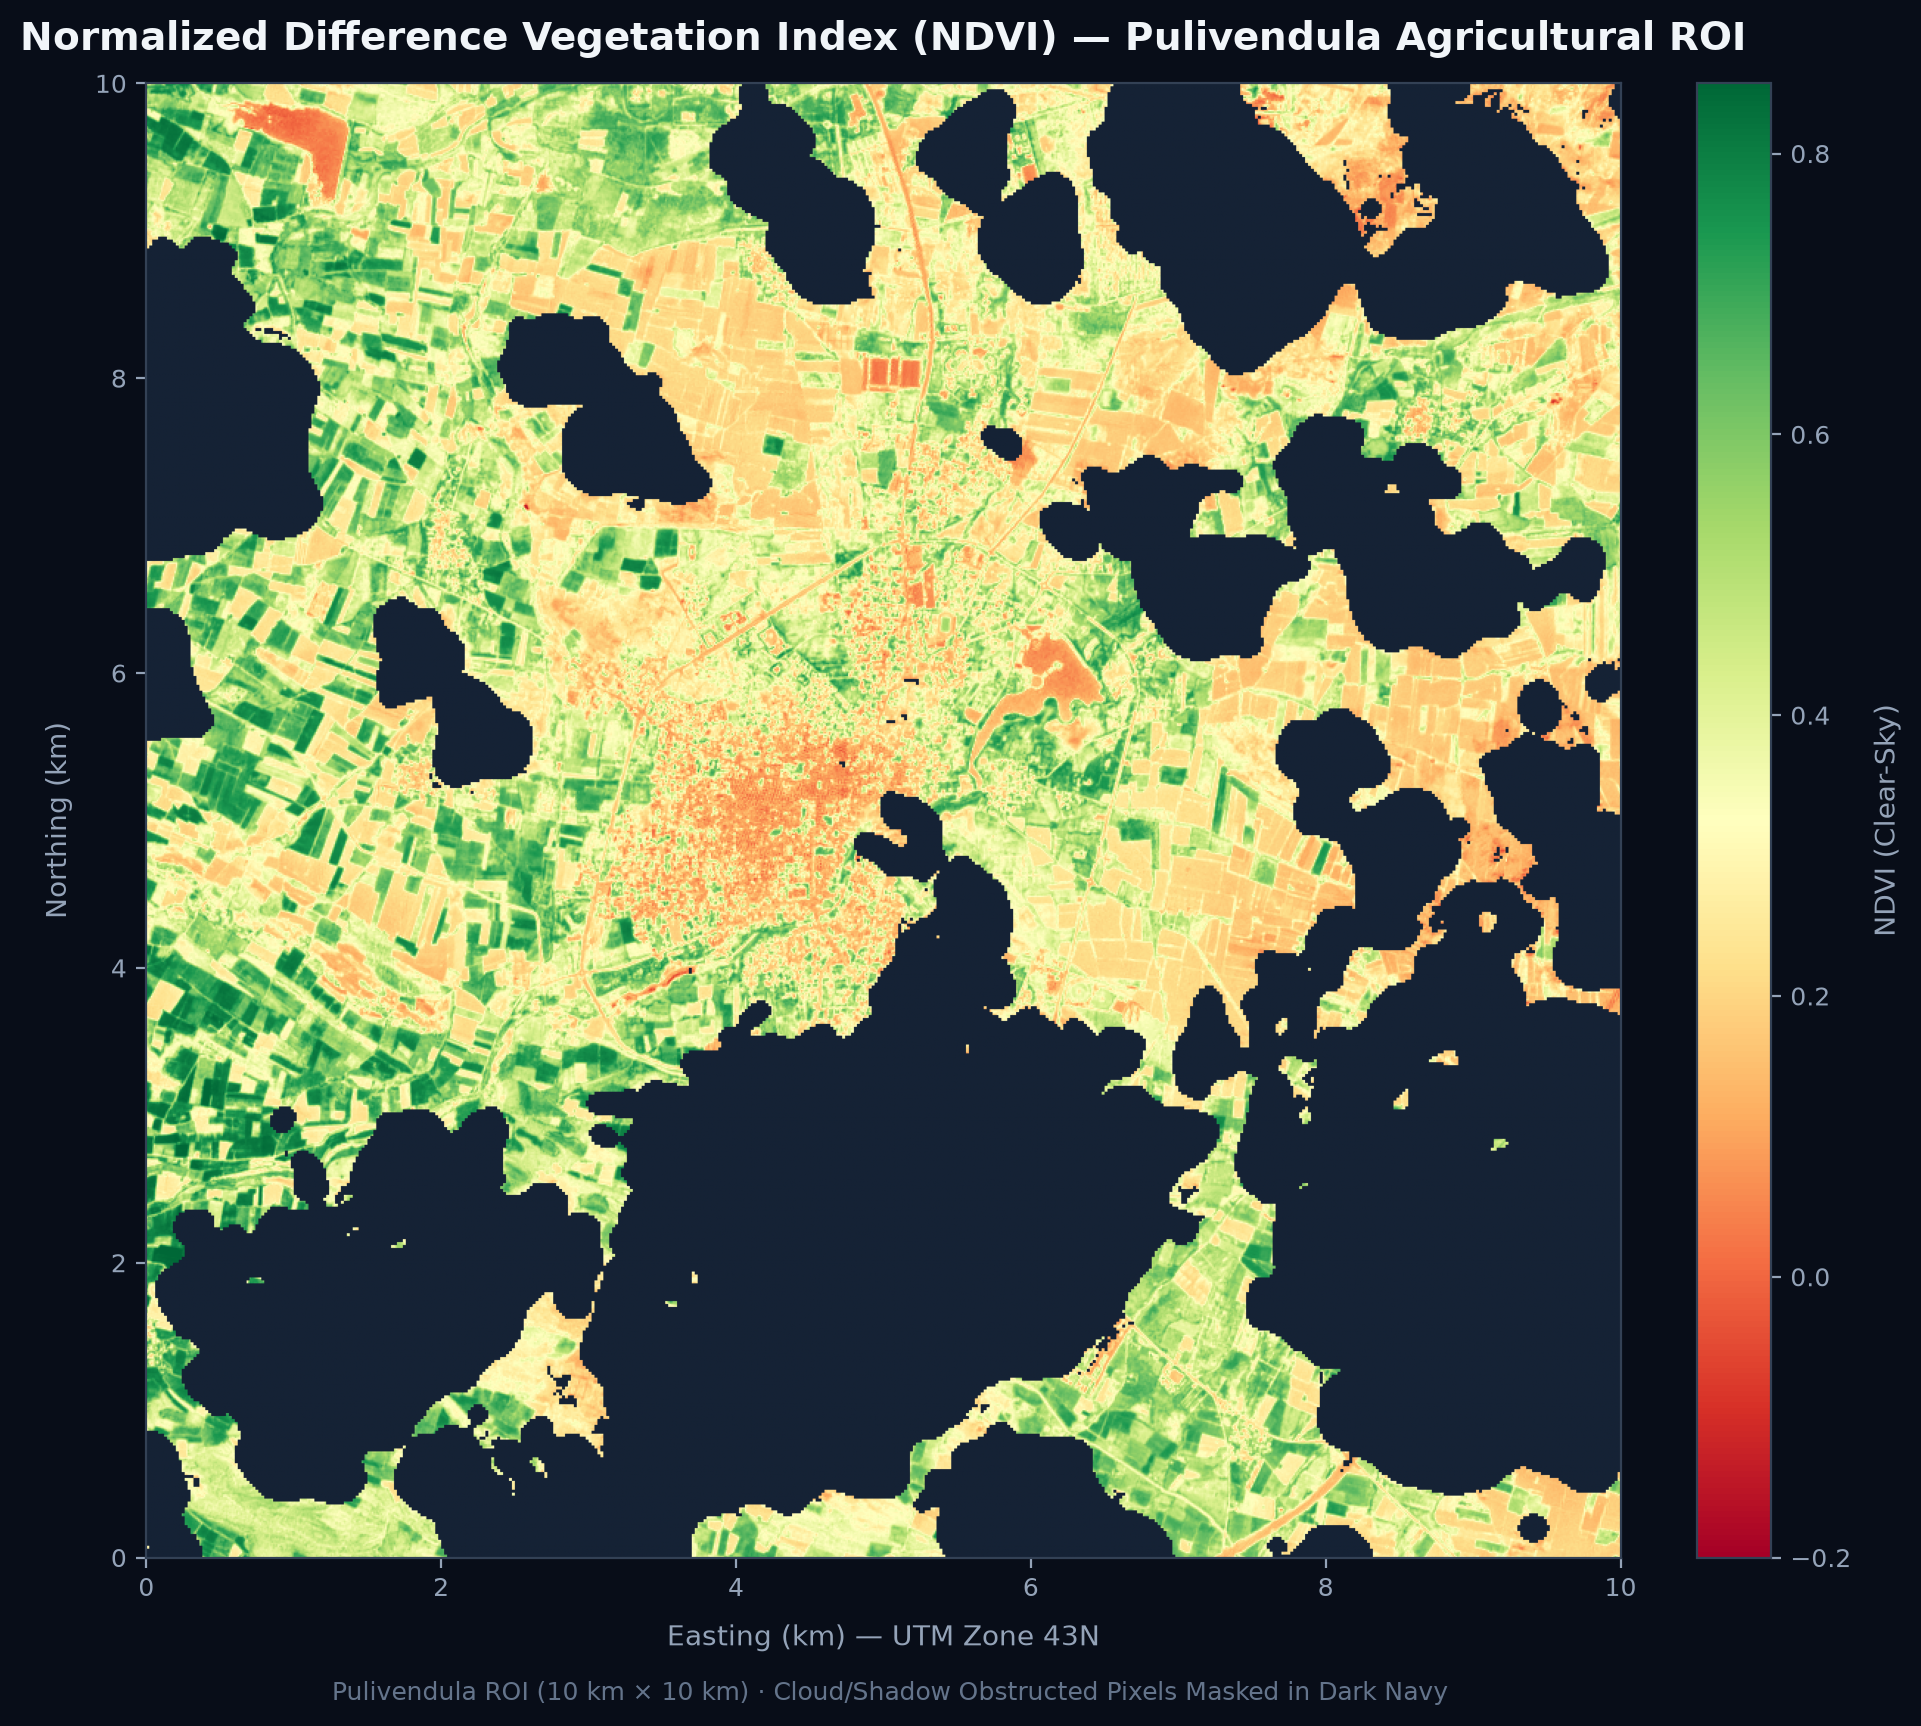 Normalized Difference Vegetation Index (NDVI) — Pulivendula Agricultural ROI
10
8
6
4
2
0
Northing (km)
0 2 4 6 8 10
Easting (km) — UTM Zone 43N
0.8
0.6
0.4
0.2
0.0
−0.2
NDVI (Clear-Sky)
Pulivendula ROI (10 km × 10 km) · Cloud/Shadow Obstructed Pixels Masked in Dark Navy